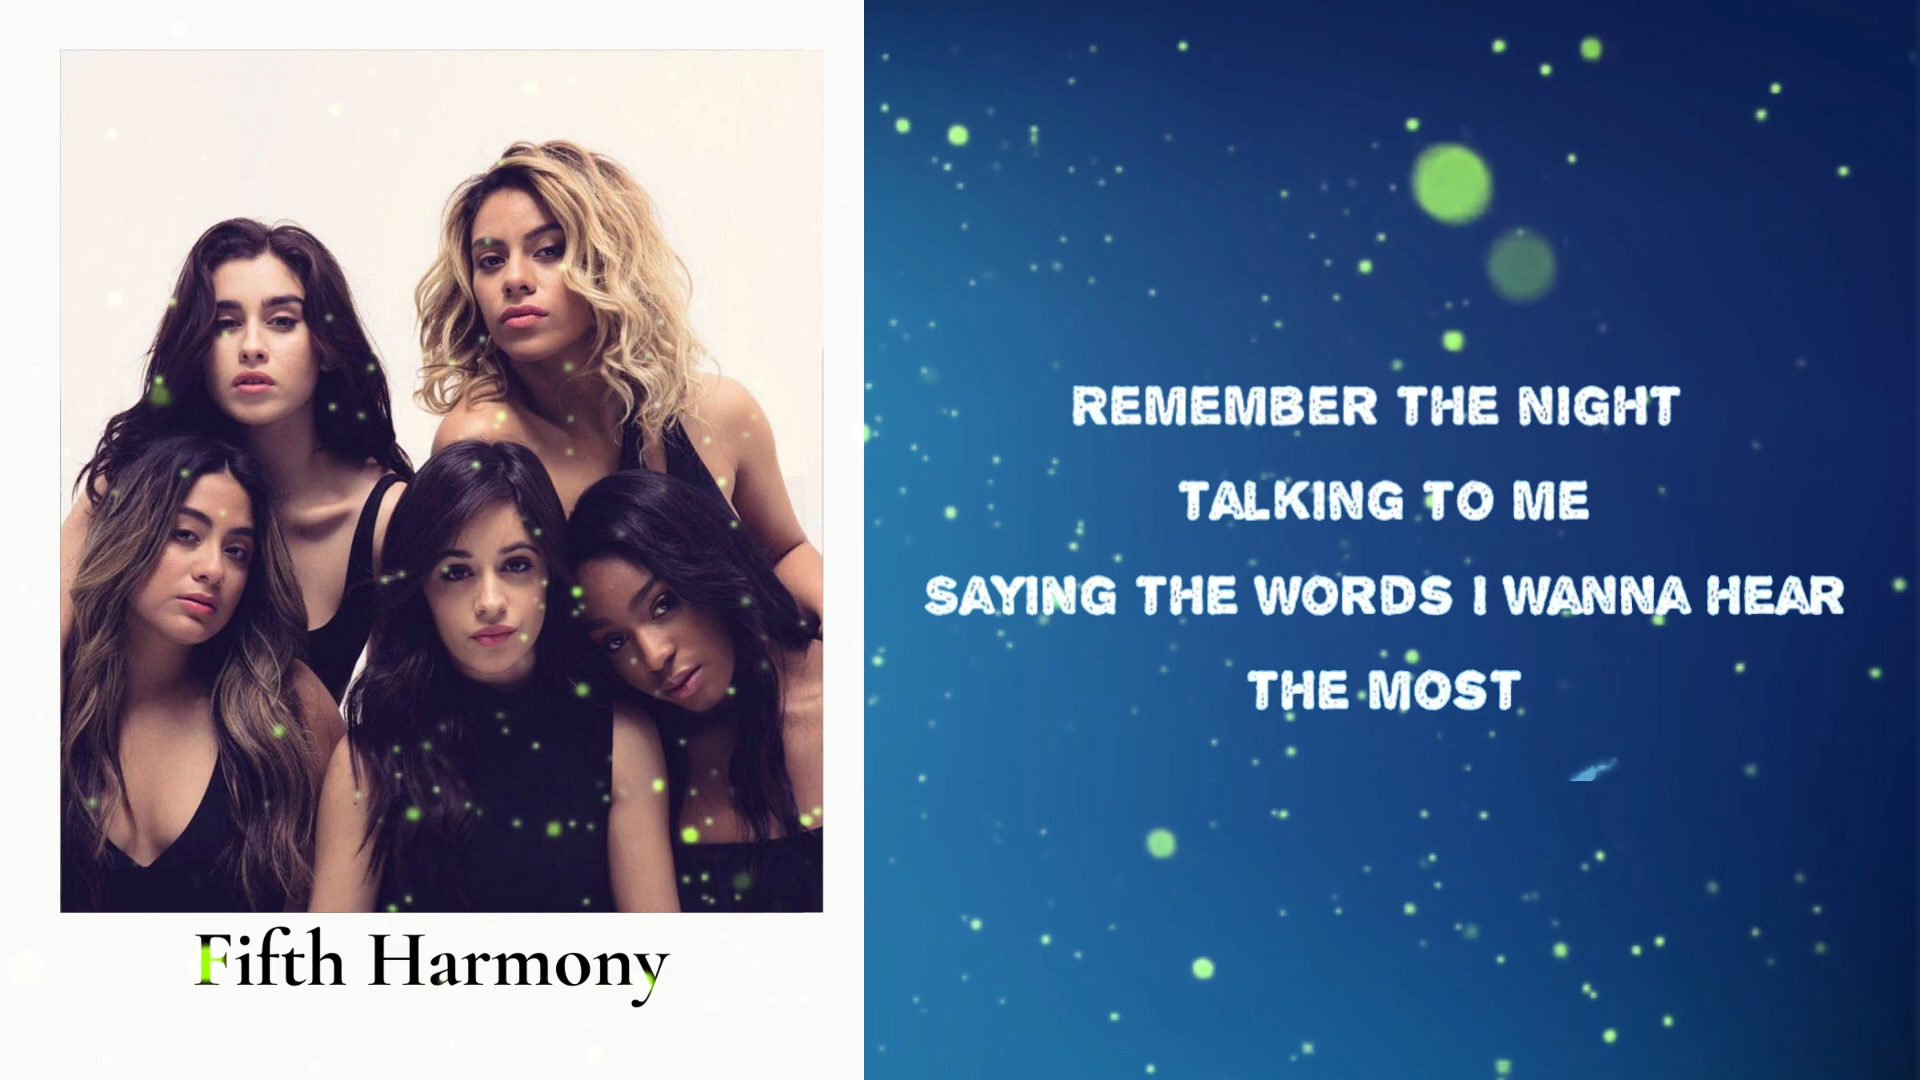 Fifth Harmony
REMEMBER THE NIGHT
TALKING TO ME
SAYING THE WORDS I WANNA HEAR
THE MOST